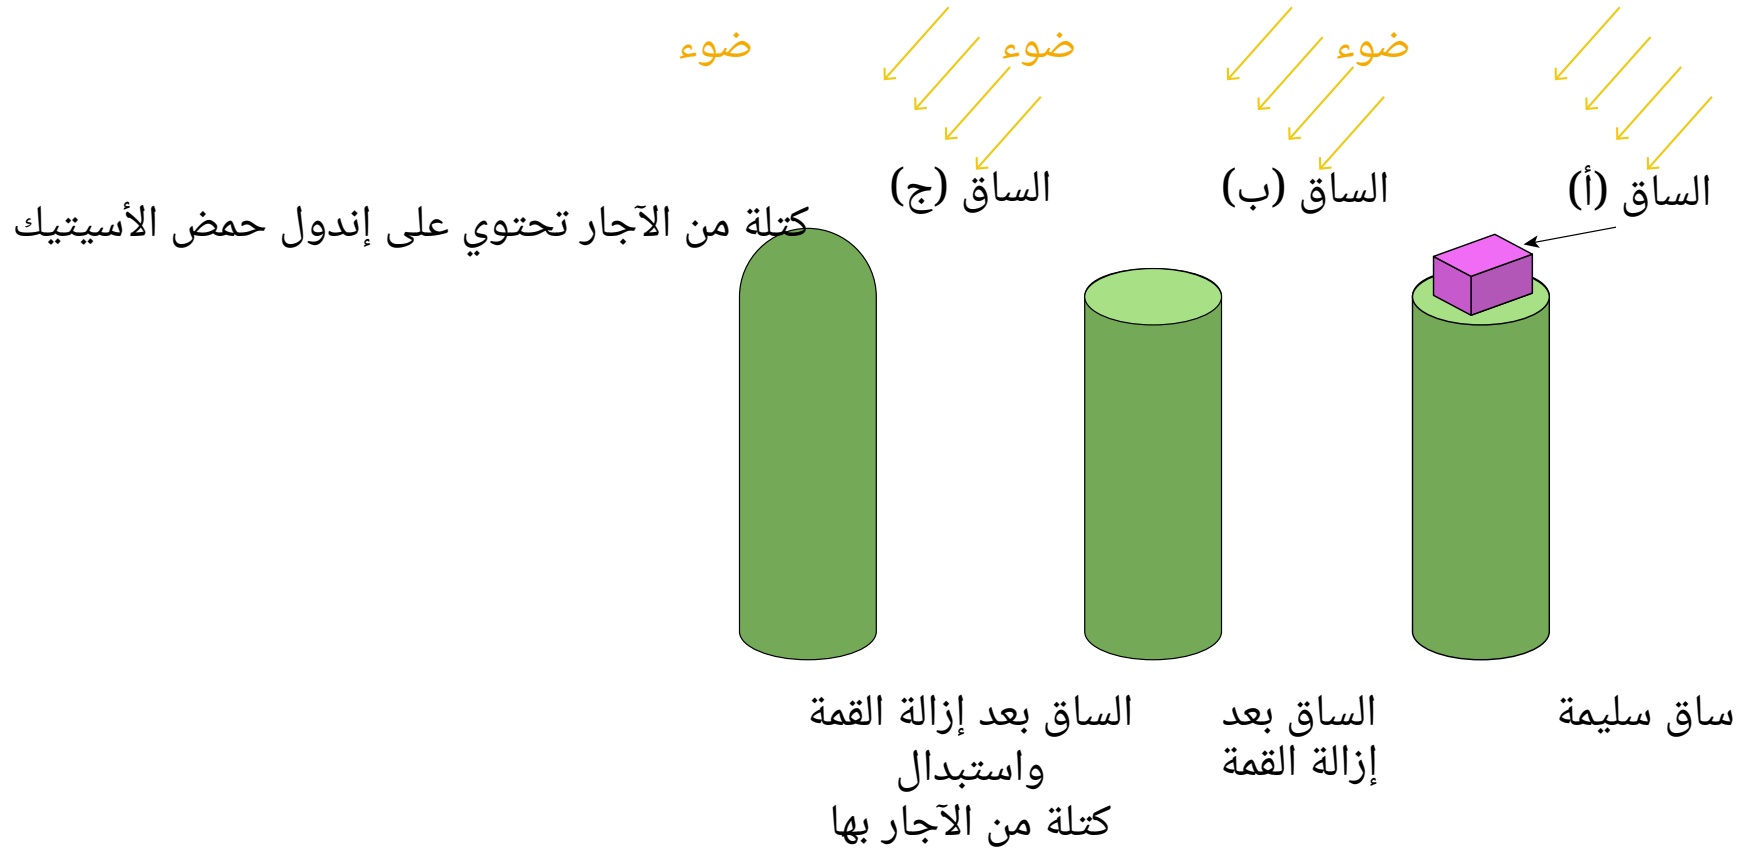 ضوء
ضوء
ضوء
الساق (أ)
الساق (ب)
الساق (ج)
كتلة من الآجار تحتوي على إندول حمض الأسيتيك
ساق سليمة
الساق بعد
إزالة القمة
الساق بعد إزالة القمة
واستبدال
كتلة من الآجار بها